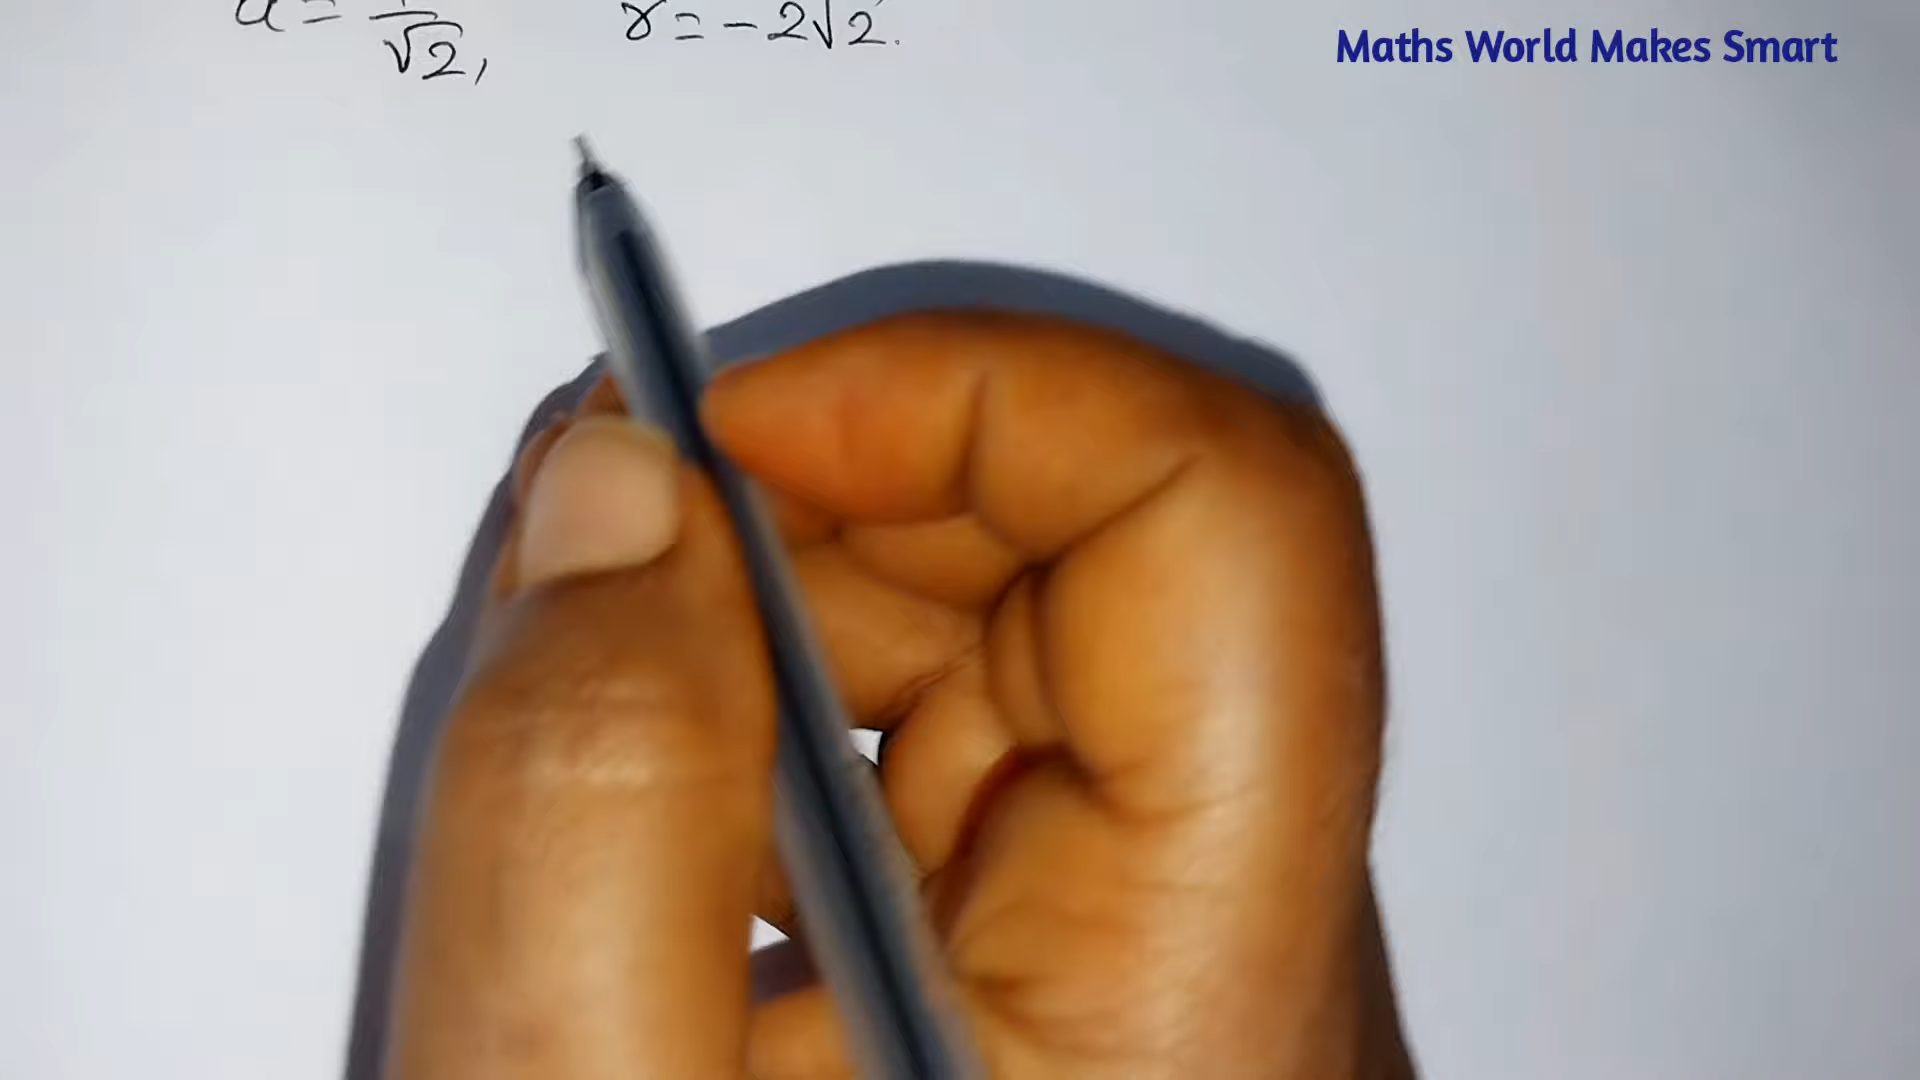 a = 1/√2, r = -2√2.
Maths World Makes Smart